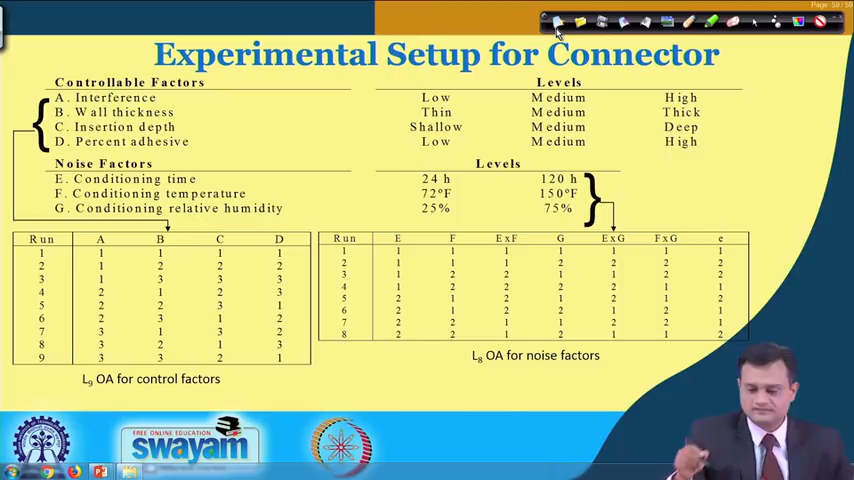 Page: 59 / 59
Experimental Setup for Connector
Controllable Factors Levels
A. Interference Low Medium High
B. Wall thickness Thin Medium Thick
C. Insertion depth Shallow Medium Deep
D. Percent adhesive Low Medium High
Noise Factors Levels
E. Conditioning time 24 h 120 h
F. Conditioning temperature 72ºF 150ºF
G. Conditioning relative humidity 25% 75%
Run A B C D
1 1 1 1 1
2 1 2 2 2
3 1 3 3 3
4 2 1 2 3
5 2 2 3 1
6 2 3 1 2
7 3 1 3 2
8 3 2 1 3
9 3 3 2 1
L9 OA for control factors
Run E F ExF G ExG FxG e
1 1 1 1 1 1 1 1
2 1 1 1 2 2 2 2
3 1 2 2 1 1 2 2
4 1 2 2 2 2 1 1
5 2 1 2 1 2 1 2
6 2 1 2 2 1 2 1
7 2 2 1 1 2 2 1
8 2 2 1 2 1 1 2
L8 OA for noise factors
FREE ONLINE EDUCATION
swayam